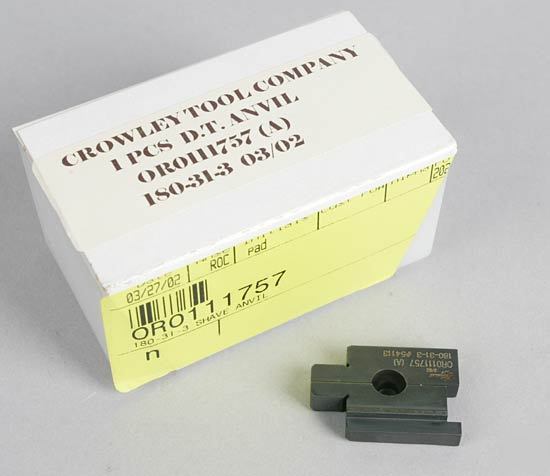 CROWLEY TOOL COMPANY
1 PCS D.T. ANVIL
OR0111757 (A)
180-31-3 03/02
03/27/02 ROC pad
OR0111757
180-31-3 SHAVE ANVIL
n
OR0111757 (A)
180-31-3 #54113